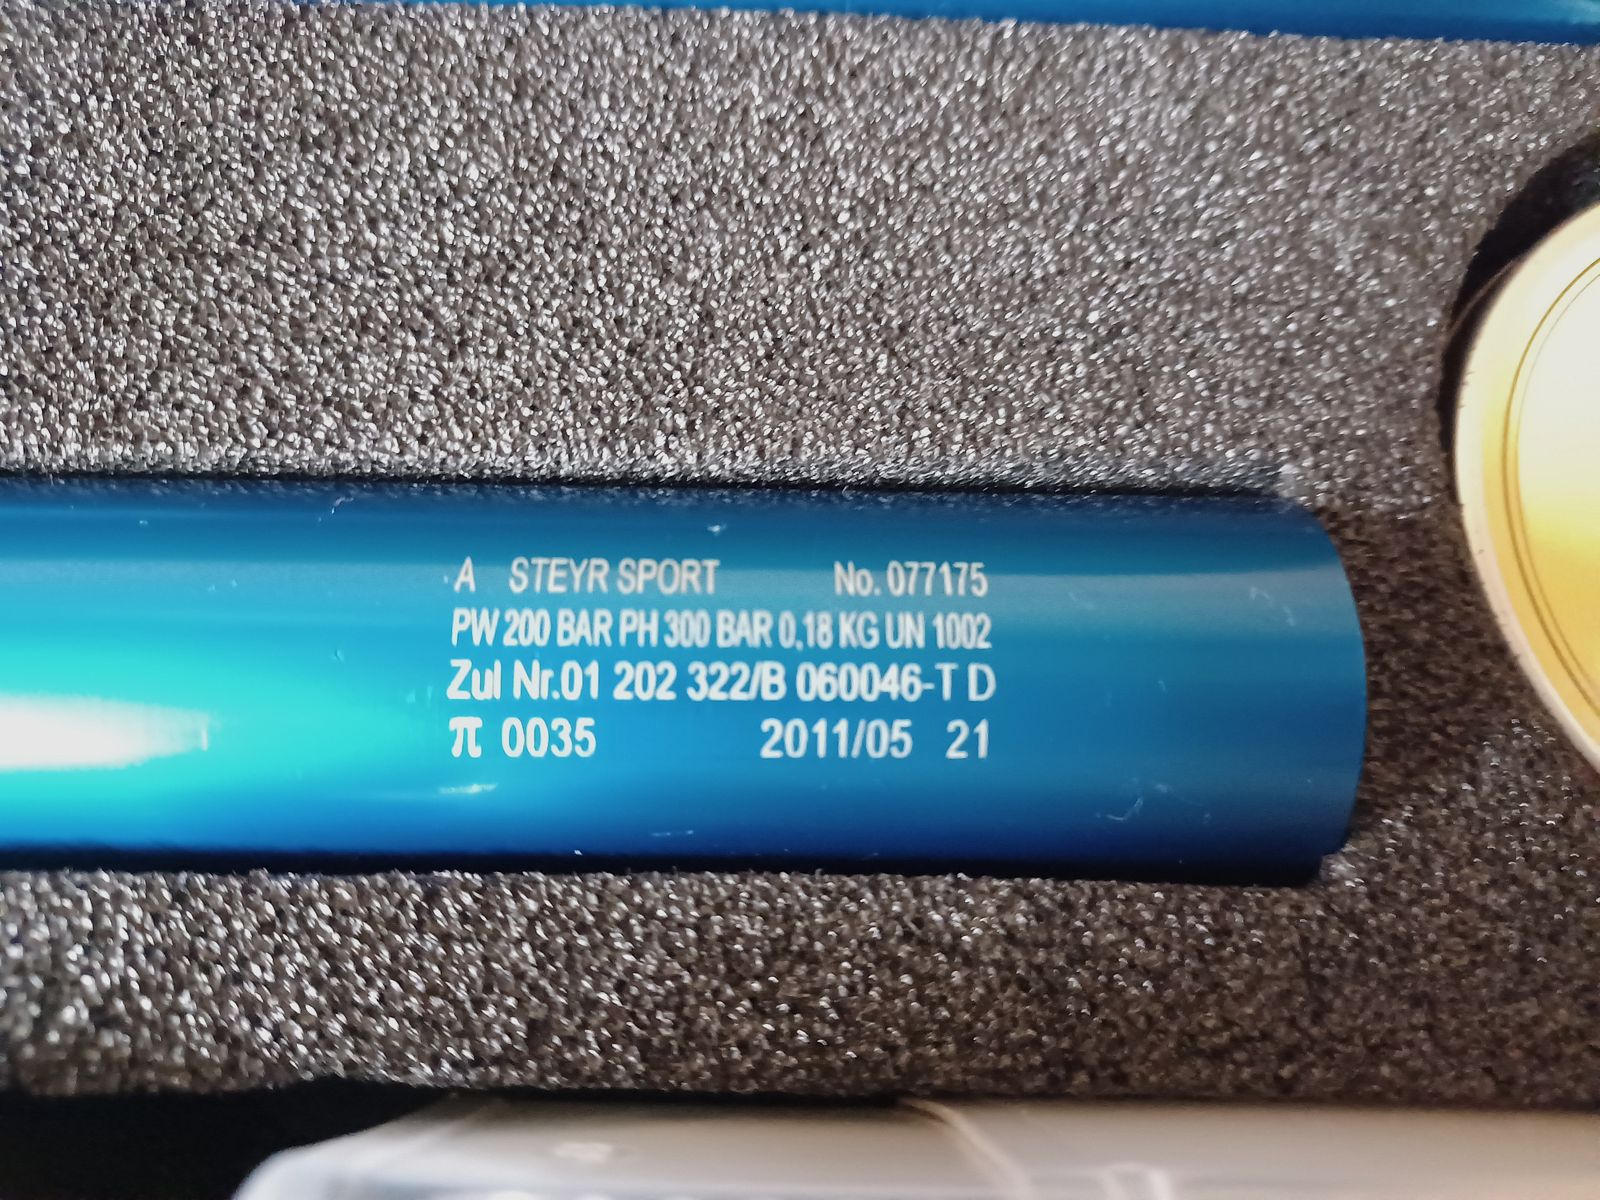 A STEYR SPORT No. 077175
PW 200 BAR PH 300 BAR 0,18 KG UN 1002
Zul Nr.01 202 322/B 060046-T D
π 0035 2011/05 21